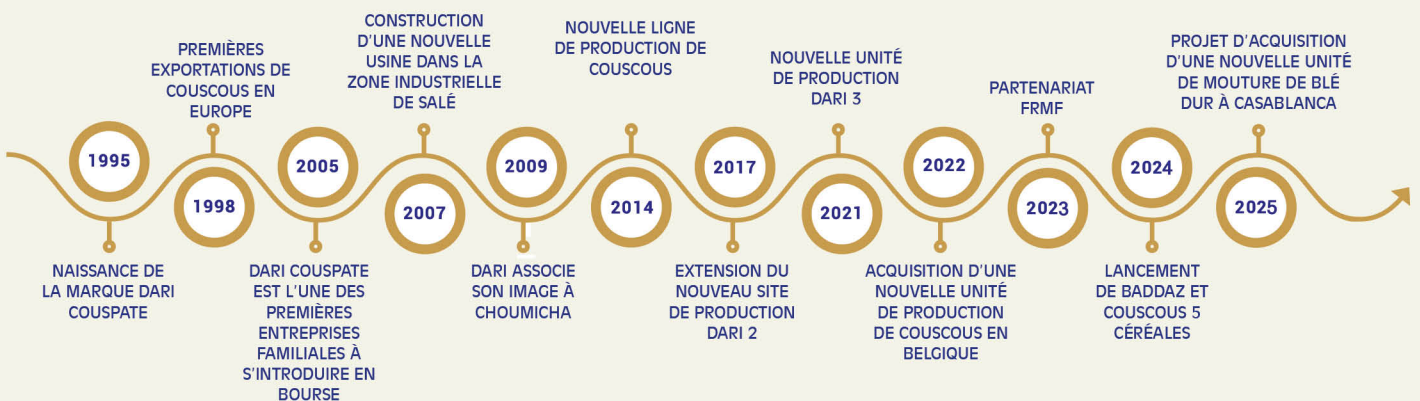 1995
NAISSANCE DE
LA MARQUE DARI
COUSPATE
PREMIÈRES
EXPORTATIONS DE
COUSCOUS EN
EUROPE
1998
2005
DARI COUSPATE
EST L'UNE DES
PREMIÈRES
ENTREPRISES
FAMILIALES À
S'INTRODUIRE EN
BOURSE
CONSTRUCTION
D'UNE NOUVELLE
USINE DANS LA
ZONE INDUSTRIELLE
DE SALÉ
2007
2009
DARI ASSOCIE
SON IMAGE À
CHOUMICHA
NOUVELLE LIGNE
DE PRODUCTION DE
COUSCOUS
2014
2017
EXTENSION DU
NOUVEAU SITE
DE PRODUCTION
DARI 2
NOUVELLE UNITÉ
DE PRODUCTION
DARI 3
2021
2022
ACQUISITION D'UNE
NOUVELLE UNITÉ
DE PRODUCTION
DE COUSCOUS EN
BELGIQUE
PARTENARIAT
FRMF
2023
2024
LANCEMENT
DE BADDAZ ET
COUSCOUS 5
CÉRÉALES
PROJET D'ACQUISITION
D'UNE NOUVELLE UNITÉ
DE MOUTURE DE BLÉ
DUR À CASABLANCA
2025